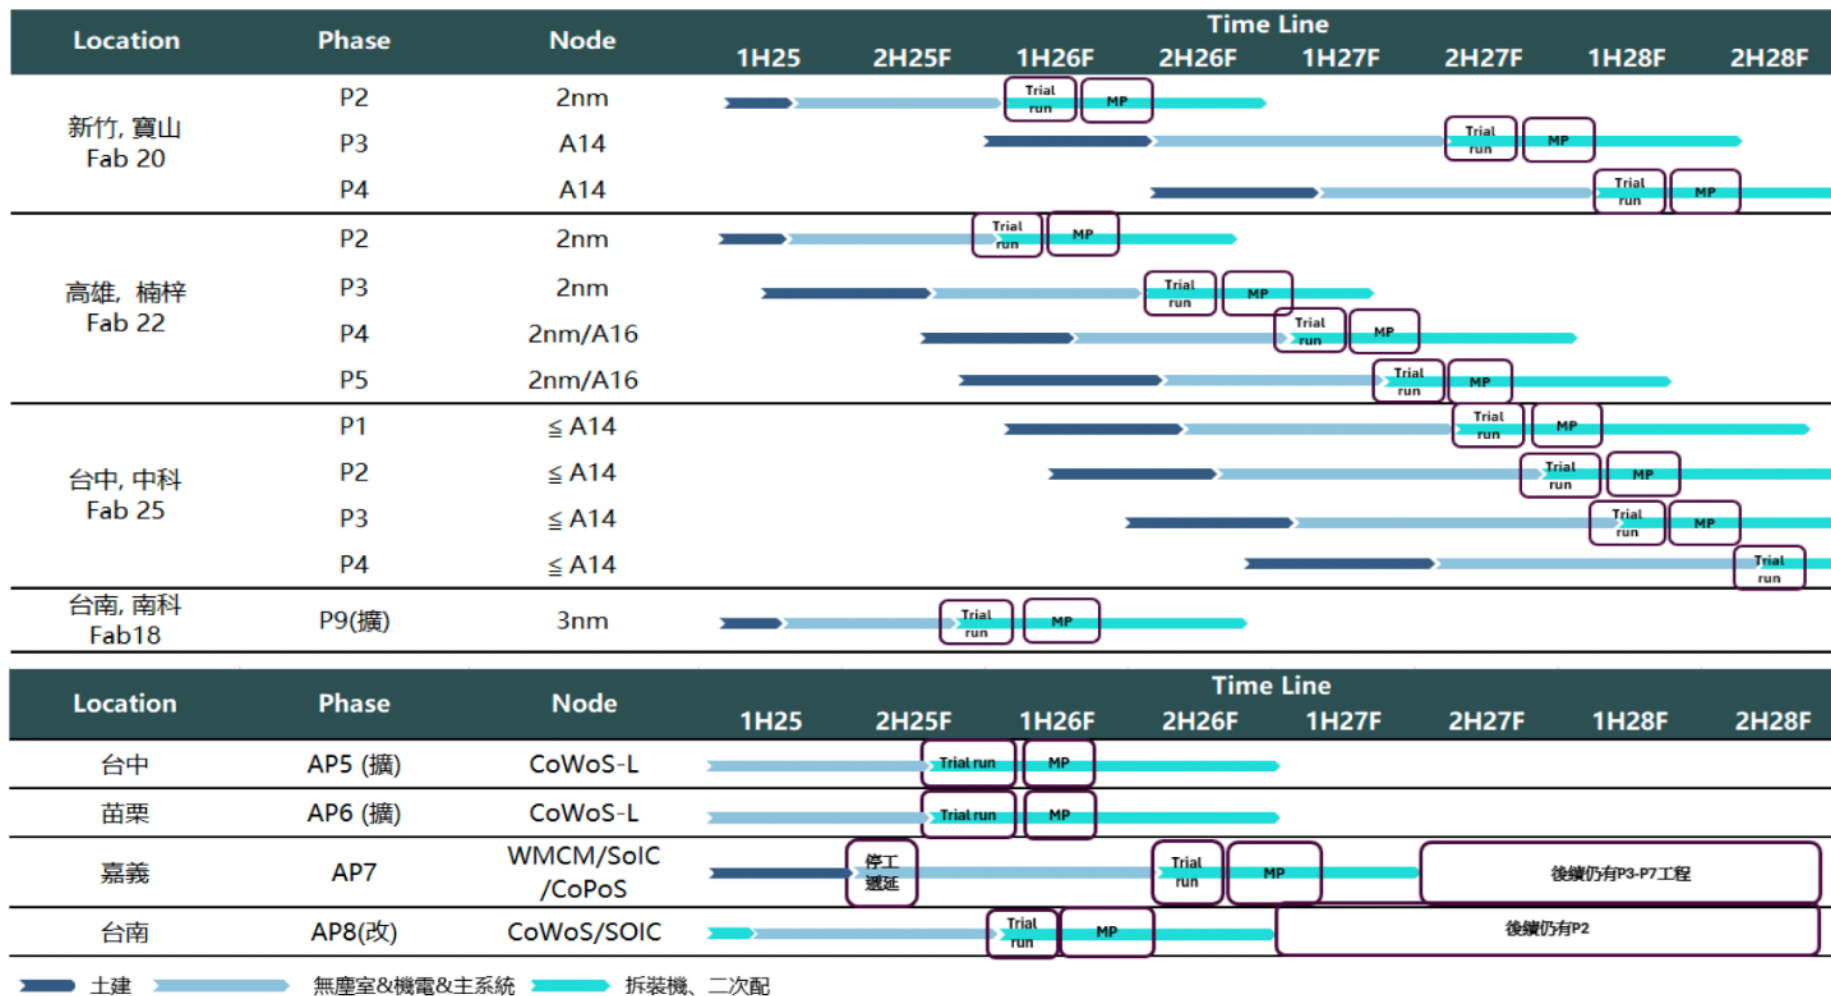 Location Phase Node Time Line
1H25 2H25F 1H26F 2H26F 1H27F 2H27F 1H28F 2H28F
新竹, 寶山
Fab 20
P2 2nm Trial run MP
P3 A14 Trial run MP
P4 A14 Trial run MP
高雄, 楠梓
Fab 22
P2 2nm Trial run MP
P3 2nm Trial run MP
P4 2nm/A16 Trial run MP
P5 2nm/A16 Trial run MP
台中, 中科
Fab 25
P1 ≦ A14 Trial run MP
P2 ≦ A14 Trial run MP
P3 ≦ A14 Trial run MP
P4 ≦ A14 Trial run
台南, 南科
Fab18
P9(擴) 3nm Trial run MP
Location Phase Node Time Line
1H25 2H25F 1H26F 2H26F 1H27F 2H27F 1H28F 2H28F
台中 AP5 (擴) CoWoS-L Trial run MP
苗栗 AP6 (擴) CoWoS-L Trial run MP
嘉義 AP7 WMCM/SoIC
/CoPoS
停工
遞延
Trial run MP 後續仍有P3-P7工程
台南 AP8(改) CoWoS/SOIC Trial run MP 後續仍有P2
土建 無塵室&機電&主系統 拆裝機、二次配